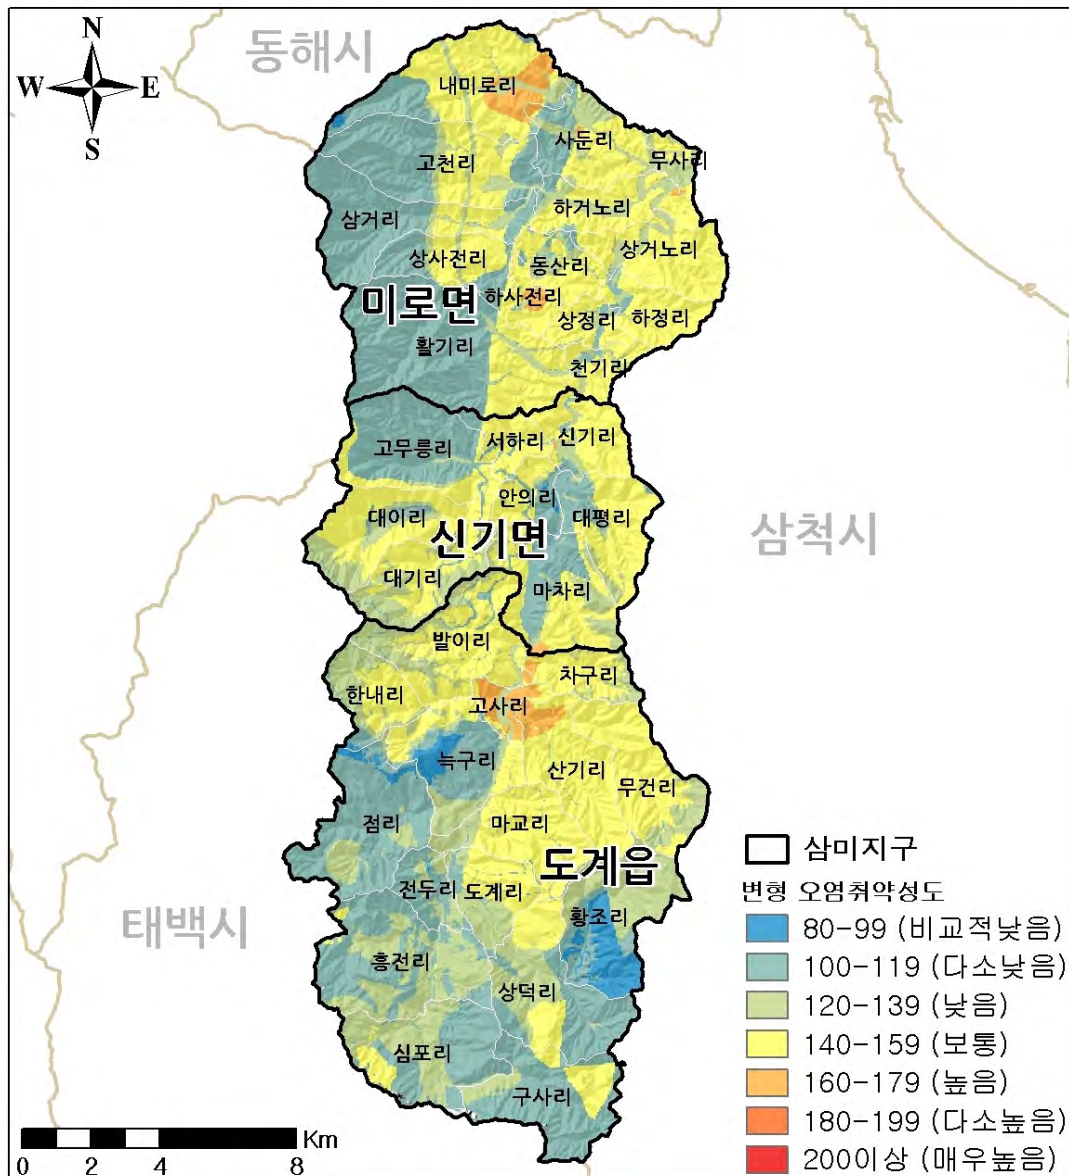 N
동해시
W
E
S
내미로리
사둔리
무사리
고천리
하거노리
삼거리
상거노리
상사전리
동산리
미로면
하사전리
상정리
하정리
활기리
천기리
고무릉리
서하리
신기리
안의리
대이리
대평리
신기면
삼척시
대기리
마차리
발이리
차구리
한내리
고사리
늑구리
산기리
무건리
점리
마교리
도계읍
전두리
도계리
황조리
태백시
흥전리
상덕리
심포리
구사리
삼미지구
변형 오염취약성도
80-99 (비교적낮음)
100-119 (다소낮음)
120-139 (낮음)
140-159 (보통)
160-179 (높음)
180-199 (다소높음)
200이상 (매우높음)
Km
0 2 4 8